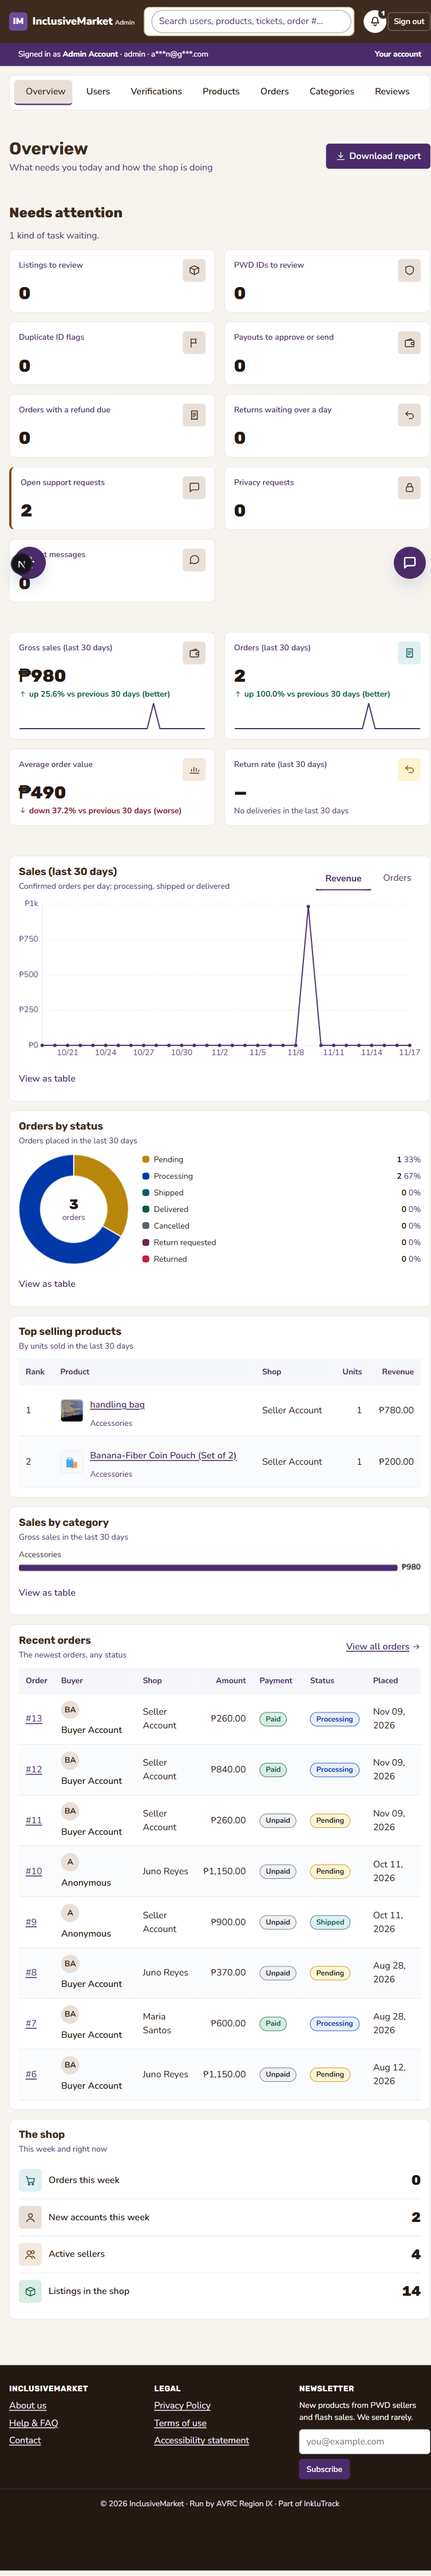 IM InclusiveMarket Admin
Search users, products, tickets, order #...
Sign out
Signed in as Admin Account · admin · a***n@g***.com
Your account
Overview Users Verifications Products Orders Categories Reviews
Overview
What needs you today and how the shop is doing
Download report
Needs attention
1 kind of task waiting.
Listings to review
0
PWD IDs to review
0
Duplicate ID flags
0
Payouts to approve or send
0
Orders with a refund due
0
Returns waiting over a day
0
Open support requests
2
Privacy requests
0
N
messages
0
Gross sales (last 30 days)
₱980
↑ up 25.6% vs previous 30 days (better)
Orders (last 30 days)
2
↑ up 100.0% vs previous 30 days (better)
Average order value
₱490
↓ down 37.2% vs previous 30 days (worse)
Return rate (last 30 days)
–
No deliveries in the last 30 days
Sales (last 30 days)
Confirmed orders per day: processing, shipped or delivered
Revenue Orders
₱1k
₱750
₱500
₱250
₱0
10/21 10/24 10/27 10/30 11/2 11/5 11/8 11/11 11/14 11/17
View as table
Orders by status
Orders placed in the last 30 days
3
orders
Pending 1 33%
Processing 2 67%
Shipped 0 0%
Delivered 0 0%
Cancelled 0 0%
Return requested 0 0%
Returned 0 0%
View as table
Top selling products
By units sold in the last 30 days
Rank Product Shop Units Revenue
1 handling bag Seller Account 1 ₱780.00
Accessories
2 Banana-Fiber Coin Pouch (Set of 2) Seller Account 1 ₱200.00
Accessories
Sales by category
Gross sales in the last 30 days
Accessories
₱980
View as table
Recent orders
The newest orders, any status
View all orders →
Order Buyer Shop Amount Payment Status Placed
#13 BA Buyer Account Seller Account ₱260.00 Paid Processing Nov 09, 2026
#12 BA Buyer Account Seller Account ₱840.00 Paid Processing Nov 09, 2026
#11 BA Buyer Account Seller Account ₱260.00 Unpaid Pending Nov 09, 2026
#10 A Anonymous Juno Reyes ₱1,150.00 Unpaid Pending Oct 11, 2026
#9 A Anonymous Seller Account ₱900.00 Unpaid Shipped Oct 11, 2026
#8 BA Buyer Account Juno Reyes ₱370.00 Unpaid Pending Aug 28, 2026
#7 BA Buyer Account Maria Santos ₱600.00 Paid Processing Aug 28, 2026
#6 BA Buyer Account Juno Reyes ₱1,150.00 Unpaid Pending Aug 12, 2026
The shop
This week and right now
Orders this week 0
New accounts this week 2
Active sellers 4
Listings in the shop 14
INCLUSIVEMARKET
About us
Help & FAQ
Contact
LEGAL
Privacy Policy
Terms of use
Accessibility statement
NEWSLETTER
New products from PWD sellers
and flash sales. We send rarely.
you@example.com
Subscribe
© 2026 InclusiveMarket · Run by AVRC Region IX · Part of InkluTrack